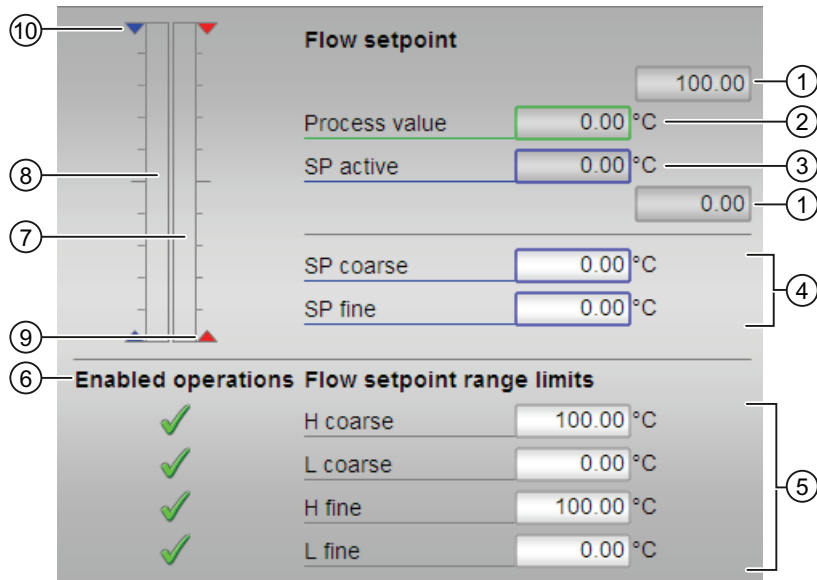 10
Flow setpoint
100.00
1
Process value 0.00 °C
2
8
SP active 0.00 °C
3
0.00
1
7
SP coarse 0.00 °C
4
SP fine 0.00 °C
9
6
Enabled operations Flow setpoint range limits
H coarse 100.00 °C
L coarse 0.00 °C
5
H fine 100.00 °C
L fine 0.00 °C